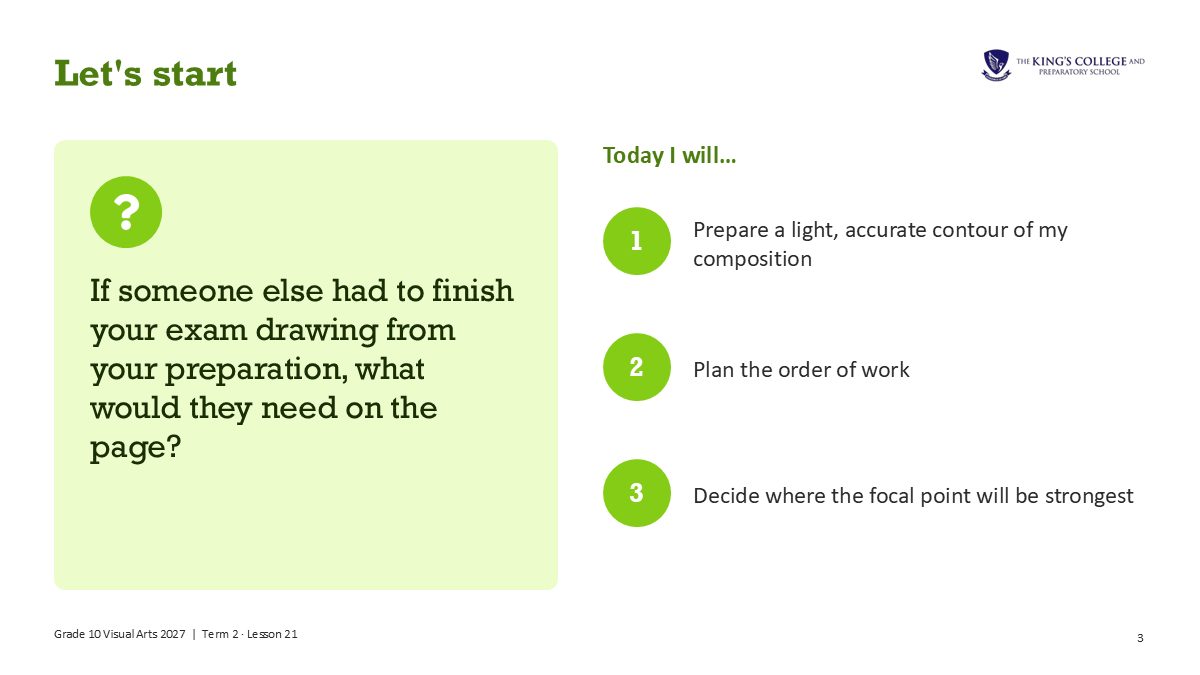 Let's start
THE KING'S COLLEGE AND
PREPARATORY SCHOOL
?
If someone else had to finish
your exam drawing from
your preparation, what
would they need on the
page?
Today I will...
1
Prepare a light, accurate contour of my
composition
2
Plan the order of work
3
Decide where the focal point will be strongest
Grade 10 Visual Arts 2027 | Term 2 · Lesson 21
3